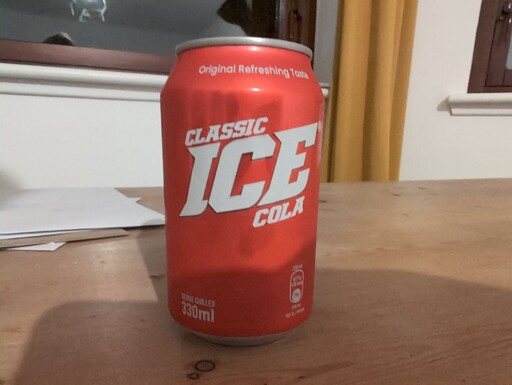 Original Refreshing Taste
CLASSIC
ICE
COLA
SERVE CHILLED
330ml